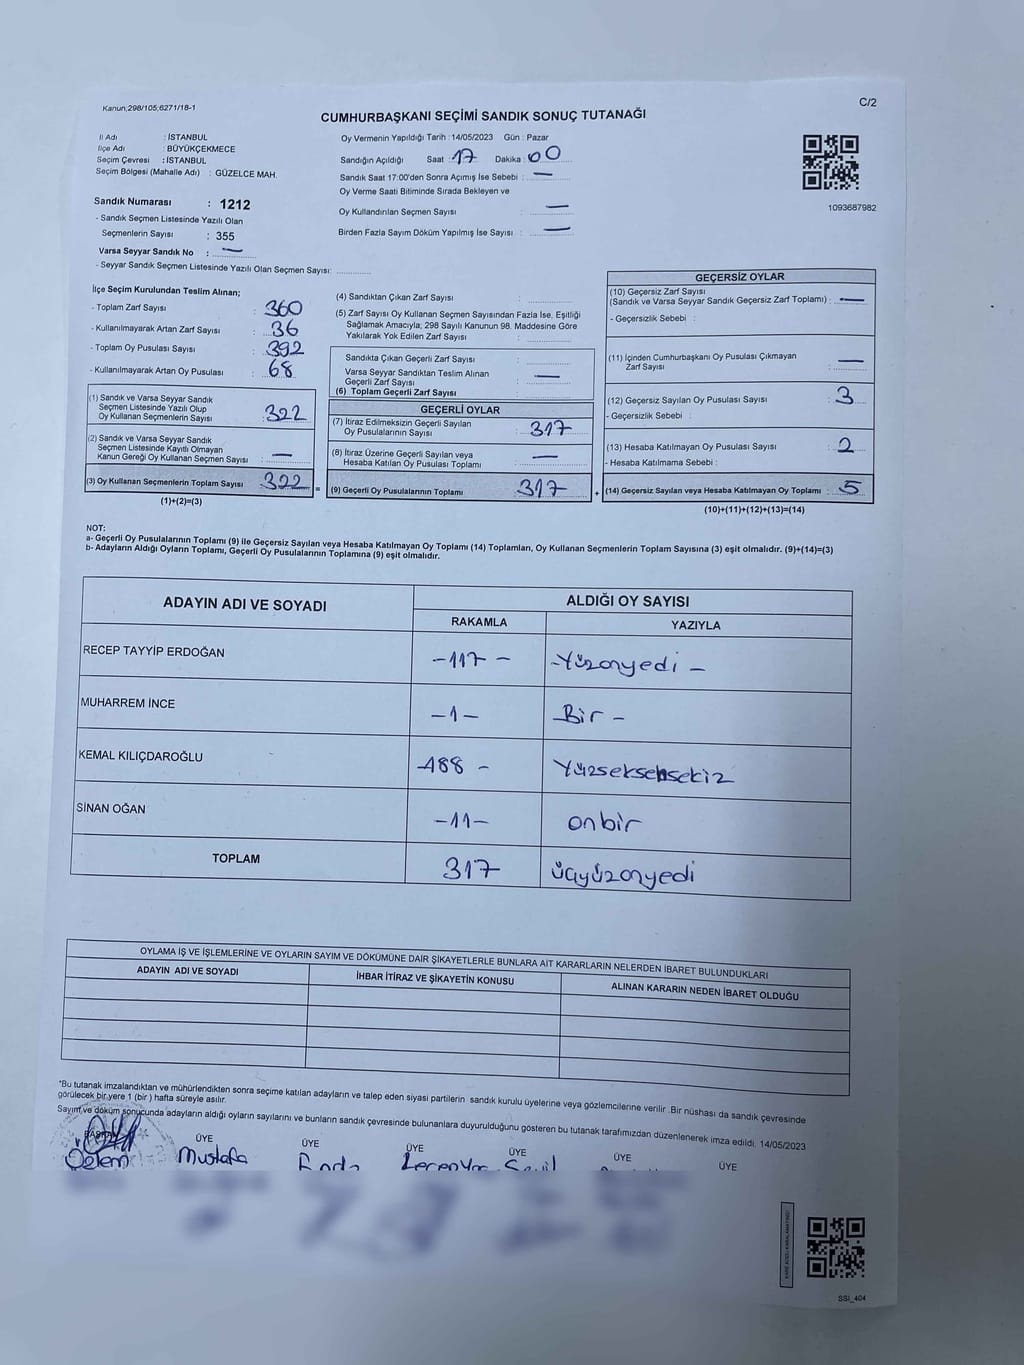 Kanun,298/105,6271/18-1
C/2
CUMHURBAŞKANI SEÇİMİ SANDIK SONUÇ TUTANAĞI
İl Adı : İSTANBUL
İlçe Adı : BÜYÜKÇEKMECE
Seçim Çevresi : İSTANBUL
Seçim Bölgesi (Mahalle Adı) : GÜZELCE MAH.
Oy Vermenin Yapıldığı Tarih : 14/05/2023 Gün : Pazar
Sandığın Açıldığı Saat : 17 Dakika : 00
Sandık Saat 17:00'den Sonra Açımış İse Sebebi : —
Oy Verme Saati Bitiminde Sırada Bekleyen ve
Oy Kullandırılan Seçmen Sayısı : —
Birden Fazla Sayım Döküm Yapılmış İse Sayısı : —
1093687982
Sandık Numarası : 1212
- Sandık Seçmen Listesinde Yazılı Olan
Seçmenlerin Sayısı : 355
Varsa Seyyar Sandık No : —
- Seyyar Sandık Seçmen Listesinde Yazılı Olan Seçmen Sayısı:
İlçe Seçim Kurulundan Teslim Alınan;
- Toplam Zarf Sayısı : 360
- Kullanılmayarak Artan Zarf Sayısı : 36
- Toplam Oy Pusulası Sayısı : 392
- Kullanılmayarak Artan Oy Pusulası : 68
(1) Sandık ve Varsa Seyyar Sandık
Seçmen Listesinde Yazılı Olup
Oy Kullanan Seçmenlerin Sayısı : 322
(2) Sandık ve Varsa Seyyar Sandık
Seçmen Listesinde Kayıtlı Olmayan
Kanun Gereği Oy Kullanan Seçmen Sayısı : —
(3) Oy Kullanan Seçmenlerin Toplam Sayısı : 322
(1)+(2)=(3)
=
(4) Sandıktan Çıkan Zarf Sayısı :
(5) Zarf Sayısı Oy Kullanan Seçmen Sayısından Fazla İse, Eşitliği
Sağlamak Amacıyla; 298 Sayılı Kanunun 98. Maddesine Göre
Yakılarak Yok Edilen Zarf Sayısı :
Sandıkta Çıkan Geçerli Zarf Sayısı :
Varsa Seyyar Sandıktan Teslim Alınan
Geçerli Zarf Sayısı : —
(6) Toplam Geçerli Zarf Sayısı :
GEÇERLİ OYLAR
(7) İtiraz Edilmeksizin Geçerli Sayılan
Oy Pusulalarının Sayısı : 317
(8) İtiraz Üzerine Geçerli Sayılan veya
Hesaba Katılan Oy Pusulası Toplamı : —
(9) Geçerli Oy Pusulalarının Toplamı : 317
+
GEÇERSİZ OYLAR
(10) Geçersiz Zarf Sayısı
(Sandık ve Varsa Seyyar Sandık Geçersiz Zarf Toplamı) : —
- Geçersizlik Sebebi :
(11) İçinden Cumhurbaşkanı Oy Pusulası Çıkmayan
Zarf Sayısı : —
(12) Geçersiz Sayılan Oy Pusulası Sayısı : 3
- Geçersizlik Sebebi :
(13) Hesaba Katılmayan Oy Pusulası Sayısı : 2
- Hesaba Katılmama Sebebi :
(14) Geçersiz Sayılan veya Hesaba Katılmayan Oy Toplamı : 5
(10)+(11)+(12)+(13)=(14)
NOT:
a- Geçerli Oy Pusulalarının Toplamı (9) ile Geçersiz Sayılan veya Hesaba Katılmayan Oy Toplamı (14) Toplamları, Oy Kullanan Seçmenlerin Toplam Sayısına (3) eşit olmalıdır. (9)+(14)=(3)
b- Adayların Aldığı Oyların Toplamı, Geçerli Oy Pusulalarının Toplamına (9) eşit olmalıdır.
ADAYIN ADI VE SOYADI
ALDIĞI OY SAYISI
RAKAMLA YAZIYLA
RECEP TAYYİP ERDOĞAN -117- -Yüzonyedi-
MUHARREM İNCE -1- Bir-
KEMAL KILIÇDAROĞLU -188- Yüzseksensekiz
SİNAN OĞAN -11- onbir
TOPLAM 317 üçyüzonyedi
OYLAMA İŞ VE İŞLEMLERİNE VE OYLARIN SAYIM VE DÖKÜMÜNE DAİR ŞİKAYETLERLE BUNLARA AİT KARARLARIN NELERDEN İBARET BULUNDUKLARI
ADAYIN ADI VE SOYADI İHBAR İTİRAZ VE ŞİKAYETİN KONUSU ALINAN KARARIN NEDEN İBARET OLDUĞU
*Bu tutanak imzalandıktan ve mühürlendikten sonra seçime katılan adayların ve talep eden siyasi partilerin sandık kurulu üyelerine veya gözlemcilerine verilir .Bir nüshası da sandık çevresinde
görülecek bir yere 1 (bir ) hafta süreyle asılır.
Sayım ve döküm sonucunda adayların aldığı oyların sayılarını ve bunların sandık çevresinde bulunanlara duyurulduğunu gösteren bu tutanak tarafımızdan düzenlenerek imza edildi. 14/05/2023
BAŞKAN ÜYE ÜYE ÜYE ÜYE ÜYE ÜYE
Özlem Mustafa
KARE KODU KARALAMAYINIZ!
SSI_404